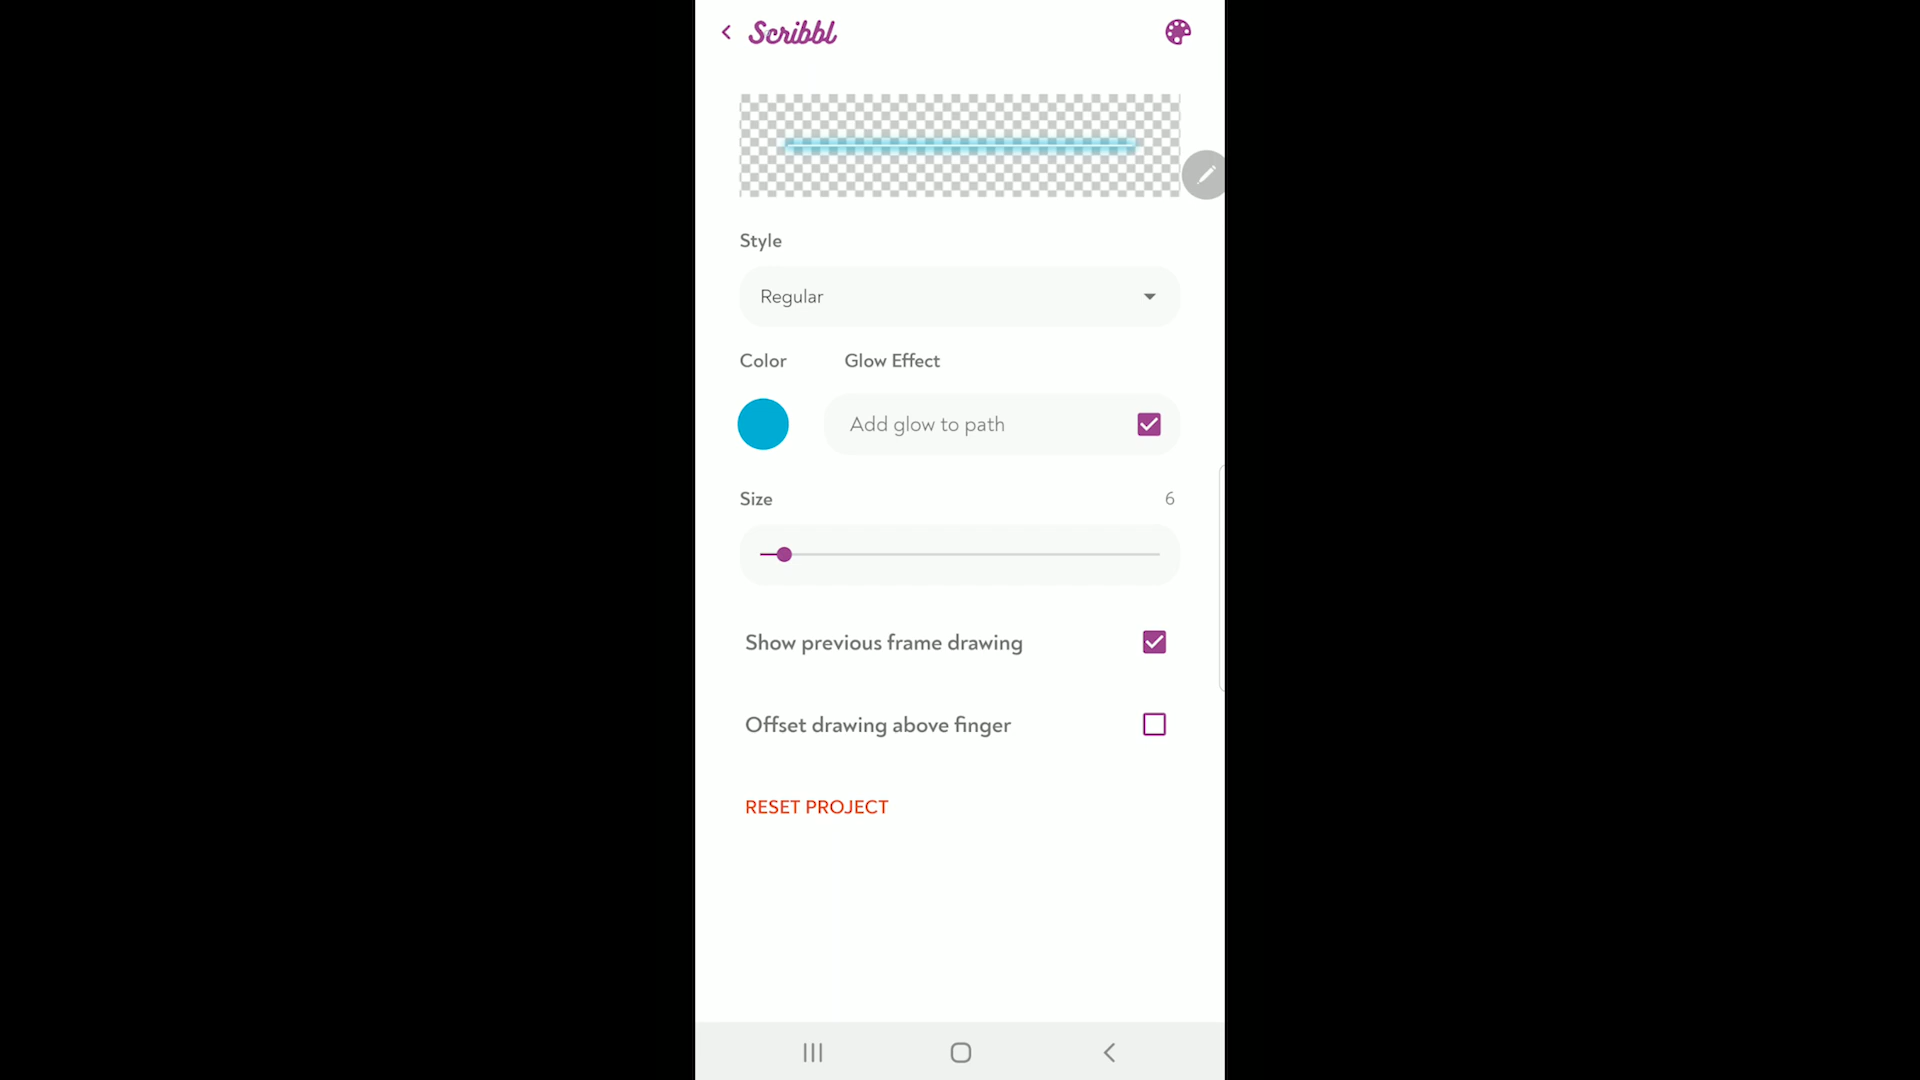 Scribbl
Style
Regular
Color Glow Effect
Add glow to path
Size 6
Show previous frame drawing
Offset drawing above finger
RESET PROJECT